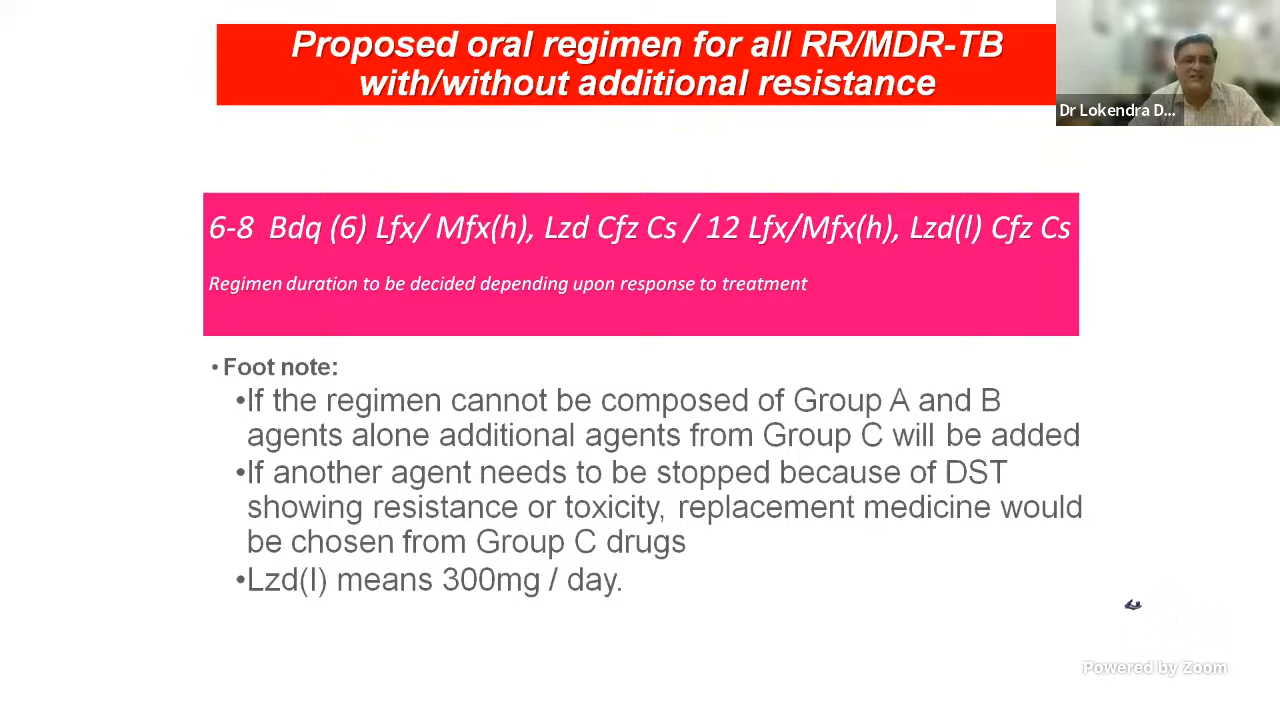 Proposed oral regimen for all RR/MDR-TB
with/without additional resistance
Dr Lokendra D...
6-8 Bdq (6) Lfx/ Mfx(h), Lzd Cfz Cs / 12 Lfx/Mfx(h), Lzd(l) Cfz Cs
Regimen duration to be decided depending upon response to treatment
• Foot note:
•If the regimen cannot be composed of Group A and B
agents alone additional agents from Group C will be added
•If another agent needs to be stopped because of DST
showing resistance or toxicity, replacement medicine would
be chosen from Group C drugs
•Lzd(l) means 300mg / day.
Powered by Zoom